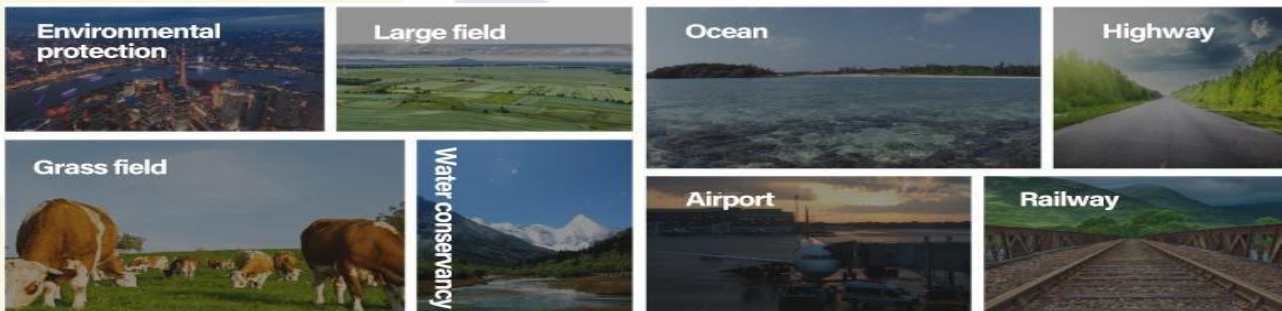 Environmental
protection
Large field
Ocean
Highway
Grass field
Water conservancy
Airport
Railway